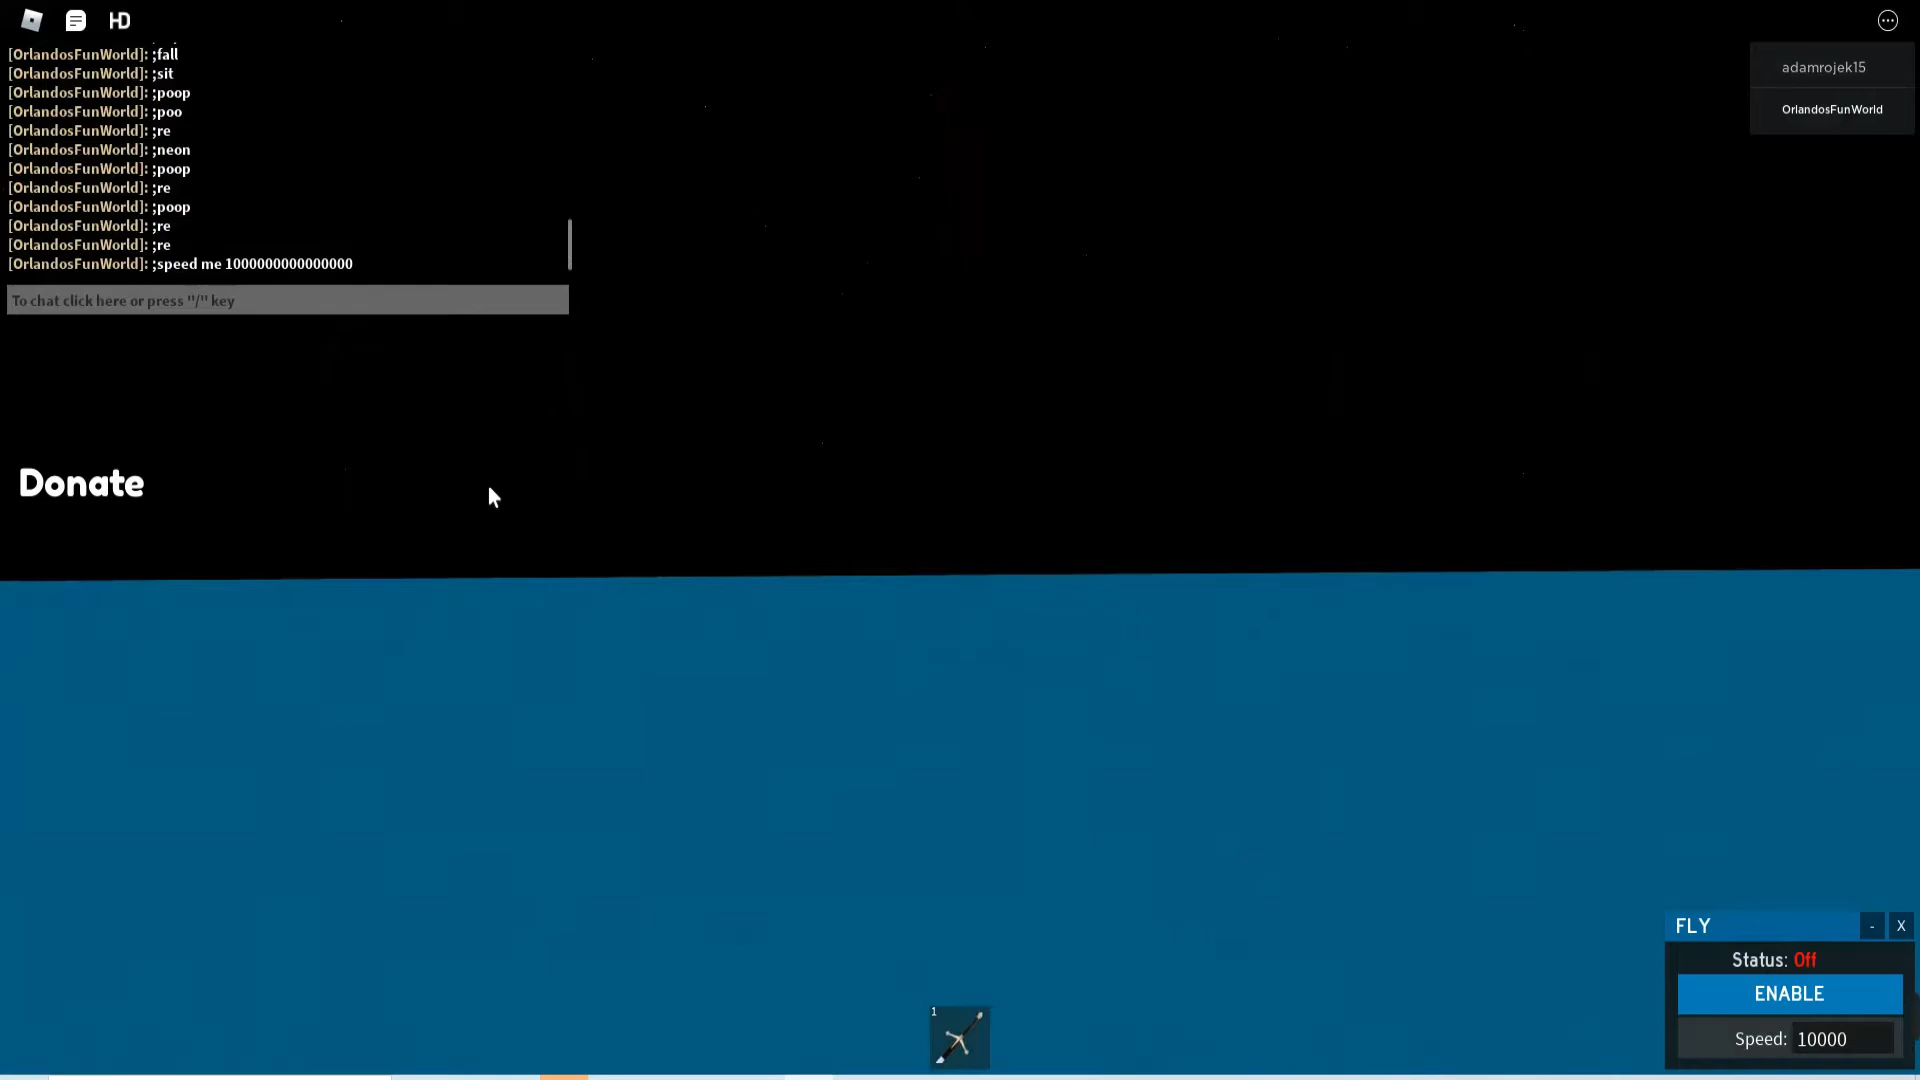 HD
[OrlandosFunWorld]: ;fall
[OrlandosFunWorld]: ;sit
[OrlandosFunWorld]: ;poop
[OrlandosFunWorld]: ;poo
[OrlandosFunWorld]: ;re
[OrlandosFunWorld]: ;neon
[OrlandosFunWorld]: ;poop
[OrlandosFunWorld]: ;re
[OrlandosFunWorld]: ;poop
[OrlandosFunWorld]: ;re
[OrlandosFunWorld]: ;re
[OrlandosFunWorld]: ;speed me 1000000000000000
To chat click here or press "/" key
adamrojek15
OrlandosFunWorld
Donate
FLY - X
Status: Off
ENABLE
Speed: 10000
1